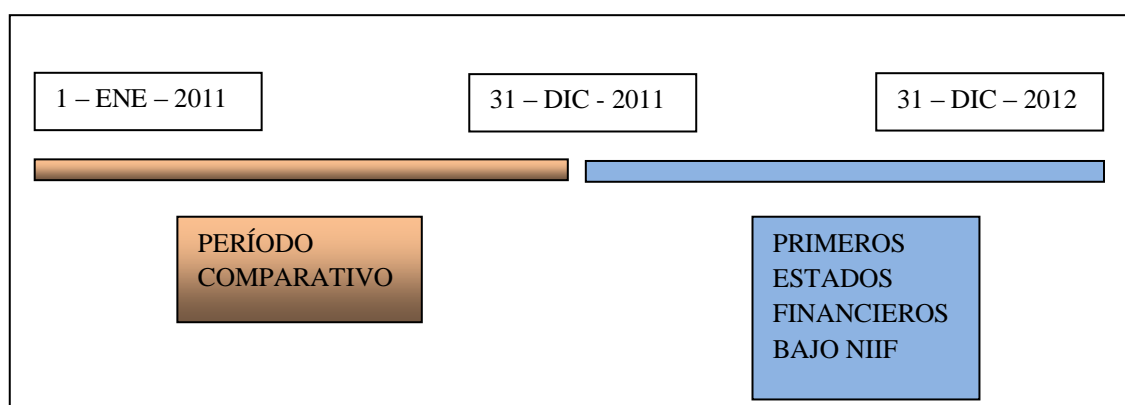 1 – ENE – 2011
31 – DIC - 2011
31 – DIC – 2012
PERÍODO
COMPARATIVO
PRIMEROS
ESTADOS
FINANCIEROS
BAJO NIIF